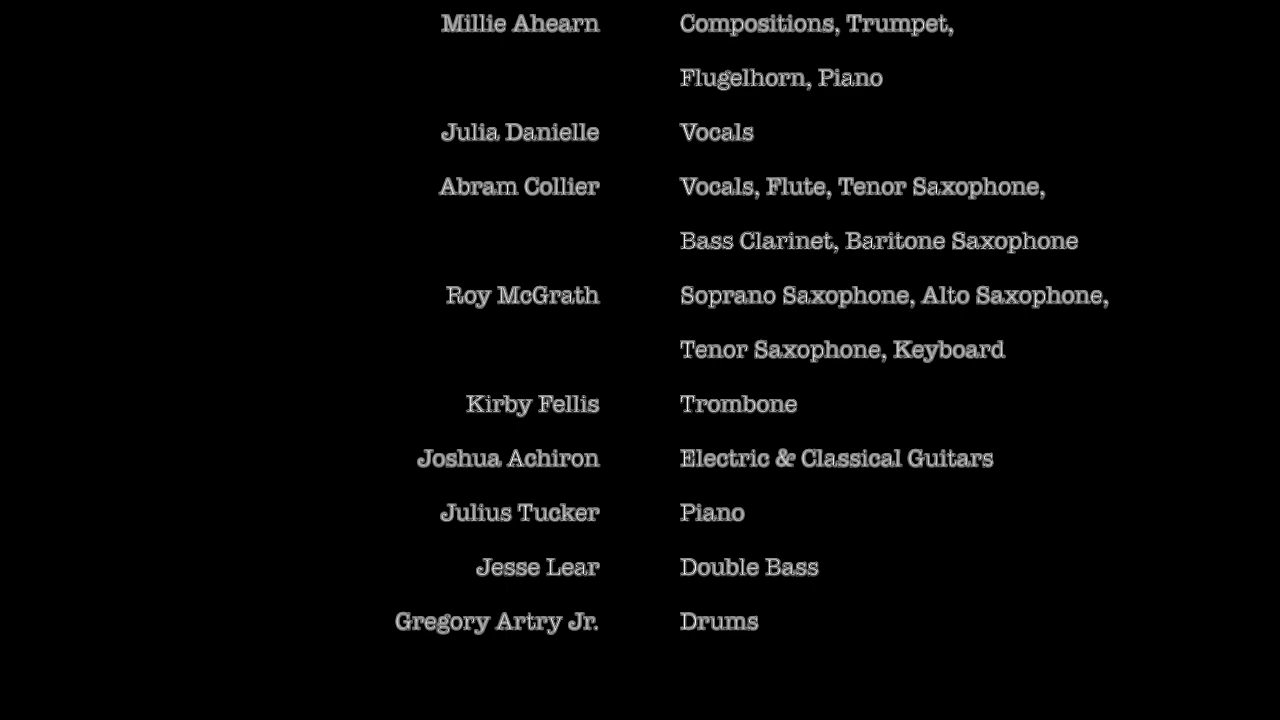 Millie Ahearn Compositions, Trumpet,
Flugelhorn, Piano
Julia Danielle Vocals
Abram Collier Vocals, Flute, Tenor Saxophone,
Bass Clarinet, Baritone Saxophone
Roy McGrath Soprano Saxophone, Alto Saxophone,
Tenor Saxophone, Keyboard
Kirby Fellis Trombone
Joshua Achiron Electric & Classical Guitars
Julius Tucker Piano
Jesse Lear Double Bass
Gregory Artry Jr. Drums